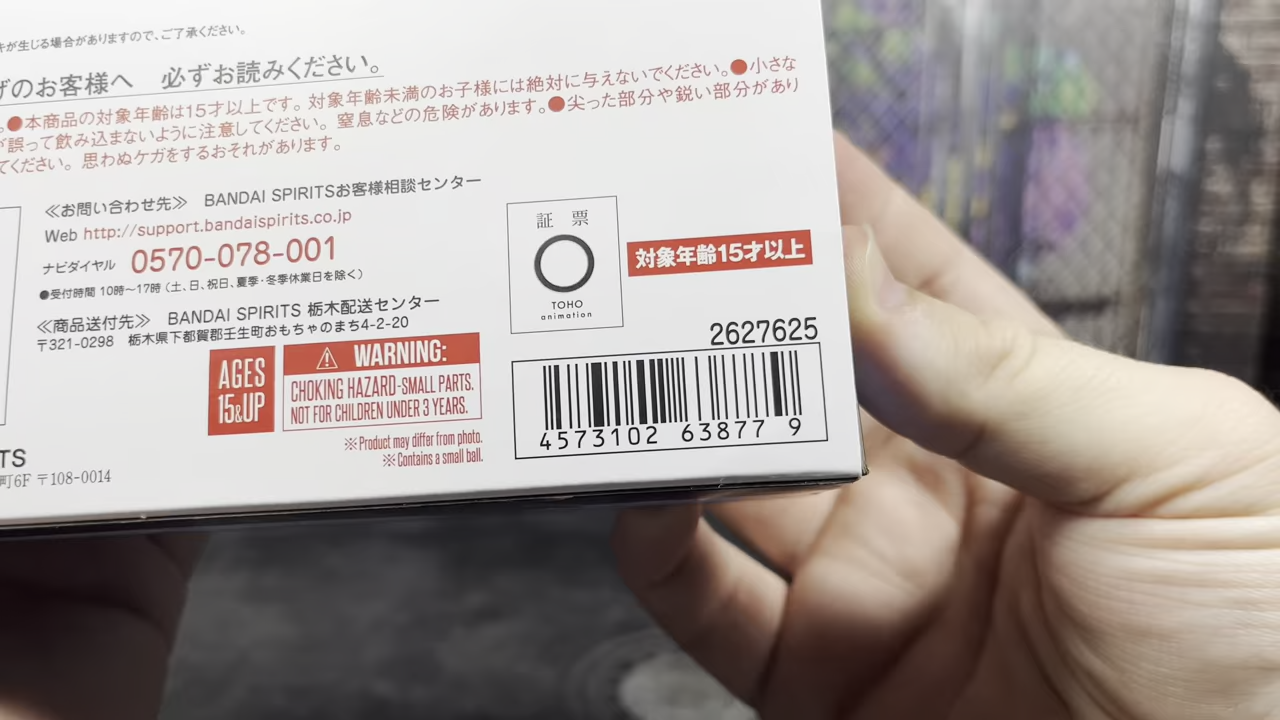 キが生じる場合がありますので、ご了承ください。
げのお客様へ 必ずお読みください。
。●本商品の対象年齢は15才以上です。対象年齢未満のお子様には絶対に与えないでください。●小さな
が誤って飲み込まないように注意してください。窒息などの危険があります。●尖った部分や鋭い部分があり
てください。思わぬケガをするおそれがあります。
≪お問い合わせ先≫ BANDAI SPIRITSお客様相談センター
Web http://support.bandaispirits.co.jp
ナビダイヤル 0570-078-001
●受付時間 10時~17時(土、日、祝日、夏季・冬季休業日を除く)
≪商品送付先≫ BANDAI SPIRITS 栃木配送センター
〒321-0298 栃木県下都賀郡壬生町おもちゃのまち4-2-20
証 票
TOHO
animation
対象年齢15才以上
AGES
15&UP
⚠ WARNING:
CHOKING HAZARD-SMALL PARTS.
NOT FOR CHILDREN UNDER 3 YEARS.
※Product may differ from photo.
※Contains a small ball.
2627625
4573102 63877 9
TS
町6F 〒108-0014